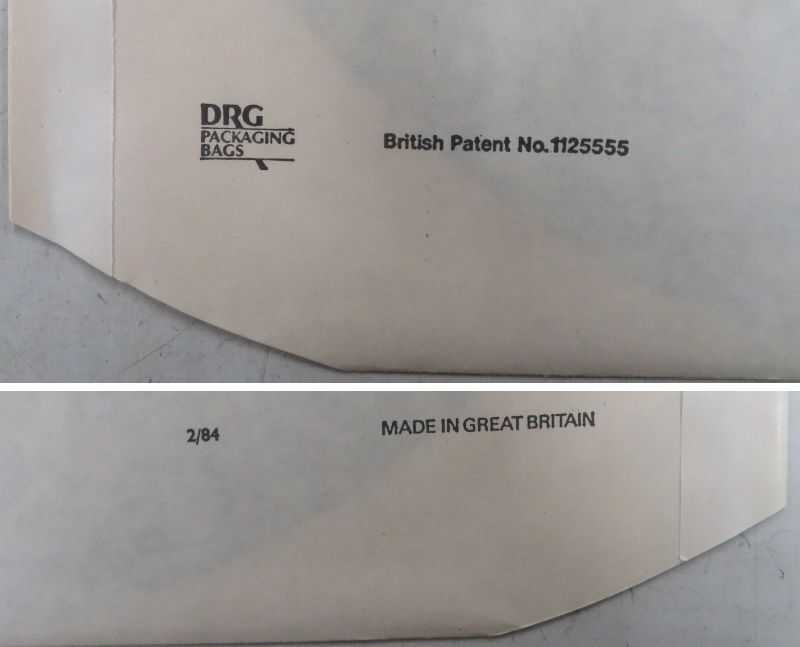 DRG
PACKAGING
BAGS
British Patent No. 1125555
2/84
MADE IN GREAT BRITAIN